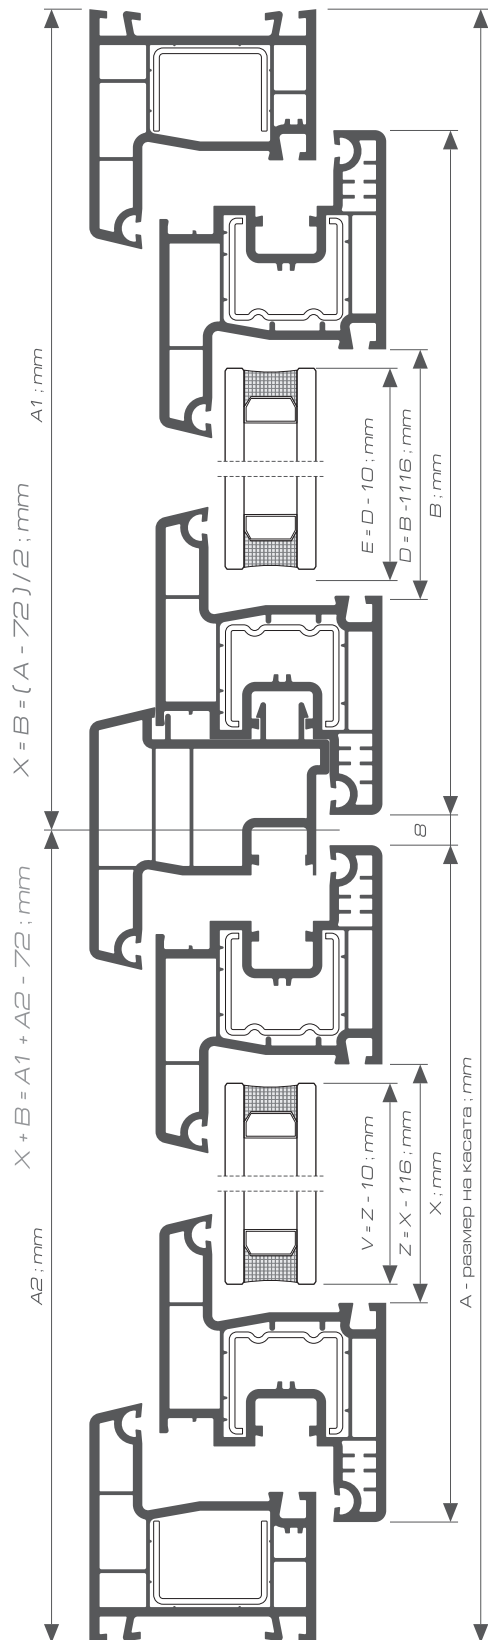 A1 ; mm
X = B = ( A - 72 ) / 2 ; mm
X + B = A1 + A2 - 72 ; mm
A2 ; mm
E = D - 10 ; mm
D = B -1116 ; mm
B ; mm
8
V = Z - 10 ; mm
Z = X - 116 ; mm
X ; mm
A - размер на касата ; mm